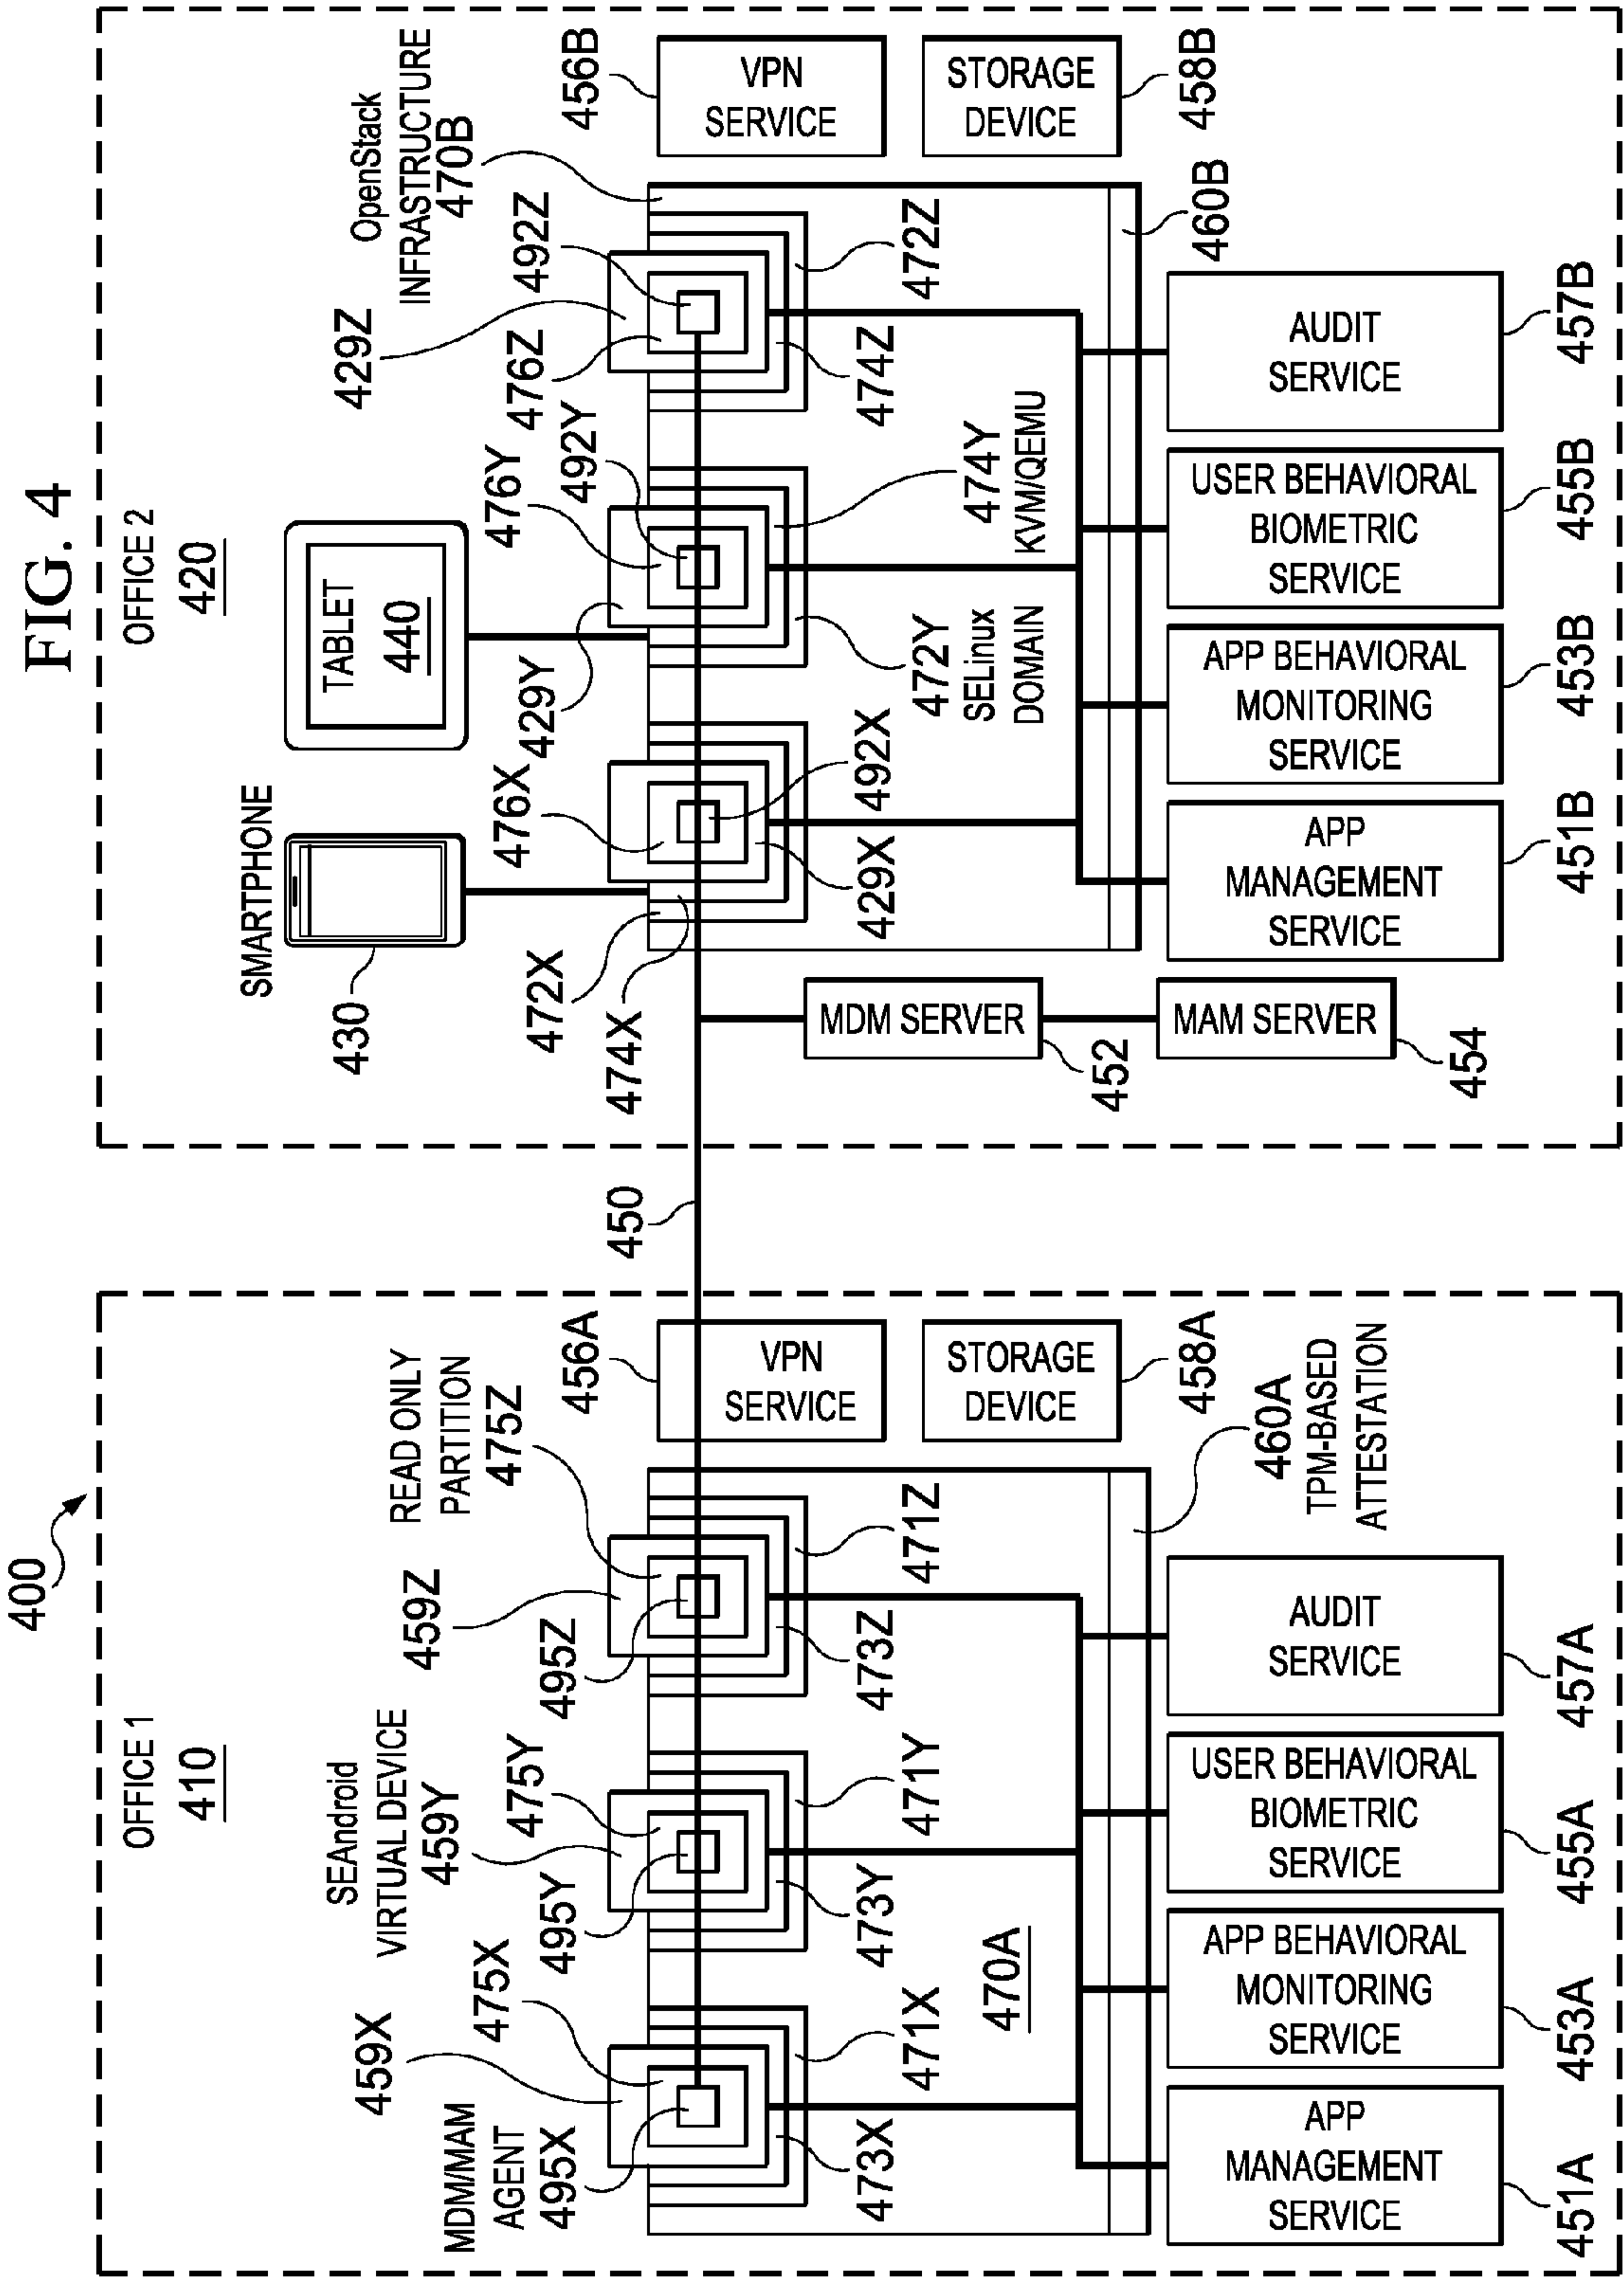 FIG. 4
400
OFFICE 1
410
459X
MDM/MAM
AGENT
495X
475X
SEAndroid
VIRTUAL DEVICE
459Y
495Y
475Y
459Z
495Z
READ ONLY
PARTITION
475Z
473X
471X
470A
473Y
471Y
473Z
471Z
456A
VPN
SERVICE
STORAGE
DEVICE
458A
460A
TPM-BASED
ATTESTATION
APP
MANAGEMENT
SERVICE
451A
APP BEHAVIORAL
MONITORING
SERVICE
453A
USER BEHAVIORAL
BIOMETRIC
SERVICE
455A
AUDIT
SERVICE
457A
450
OFFICE 2
420
SMARTPHONE
430
TABLET
440
472X
474X
476X
429Y
476Y
492Y
429Z
476Z
492Z
OpenStack
INFRASTRUCTURE
470B
429X
492X
472Y
SELinux
DOMAIN
474Y
KVM/QEMU
474Z
472Z
456B
VPN
SERVICE
STORAGE
DEVICE
458B
460B
MDM SERVER
452
MAM SERVER
454
APP
MANAGEMENT
SERVICE
451B
APP BEHAVIORAL
MONITORING
SERVICE
453B
USER BEHAVIORAL
BIOMETRIC
SERVICE
455B
AUDIT
SERVICE
457B